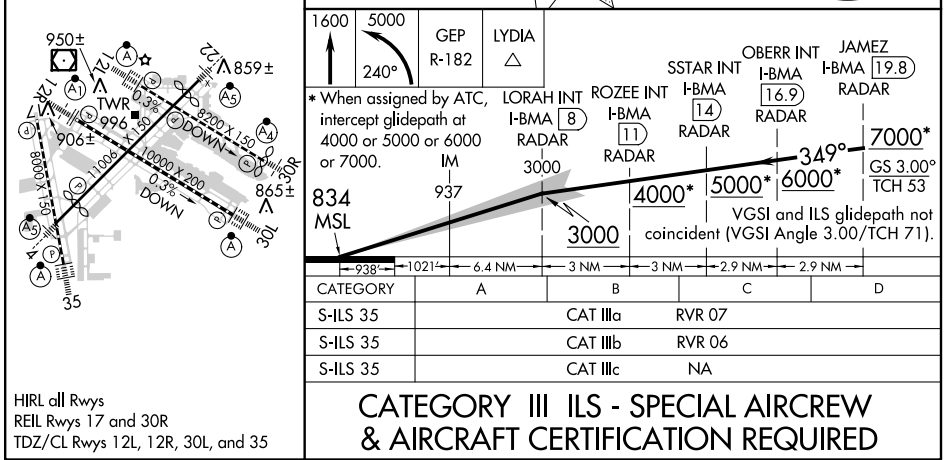 950±
A
12L
22
859±
A1
12R
P
A5
0.3%
TWR
996
8200 X 150
DOWN
A4
30R
906±
8000 X 150
11006 X 150
10000 X 200
0.3%
DOWN
865±
30L
A
A5
4
A
35
HIRL all Rwys
REIL Rwys 17 and 30R
TDZ/CL Rwys 12L, 12R, 30L, and 35
1600
5000
240°
GEP
R-182
LYDIA
* When assigned by ATC,
intercept glidepath at
4000 or 5000 or 6000
or 7000.
LORAH INT
I-BMA 8
RADAR
ROZEE INT
I-BMA
11
RADAR
SSTAR INT
I-BMA
14
RADAR
OBERR INT
I-BMA
16.9
RADAR
JAMEZ
I-BMA 19.8
RADAR
IM
937
3000
834
MSL
3000
4000*
5000*
6000*
349°
7000*
GS 3.00°
TCH 53
VGSI and ILS glidepath not
coincident (VGSI Angle 3.00/TCH 71).
938' 1021' 6.4 NM 3 NM 3 NM 2.9 NM 2.9 NM
CATEGORY A B C D
S-ILS 35 CAT IIIa RVR 07
S-ILS 35 CAT IIIb RVR 06
S-ILS 35 CAT IIIc NA
CATEGORY III ILS - SPECIAL AIRCREW
& AIRCRAFT CERTIFICATION REQUIRED